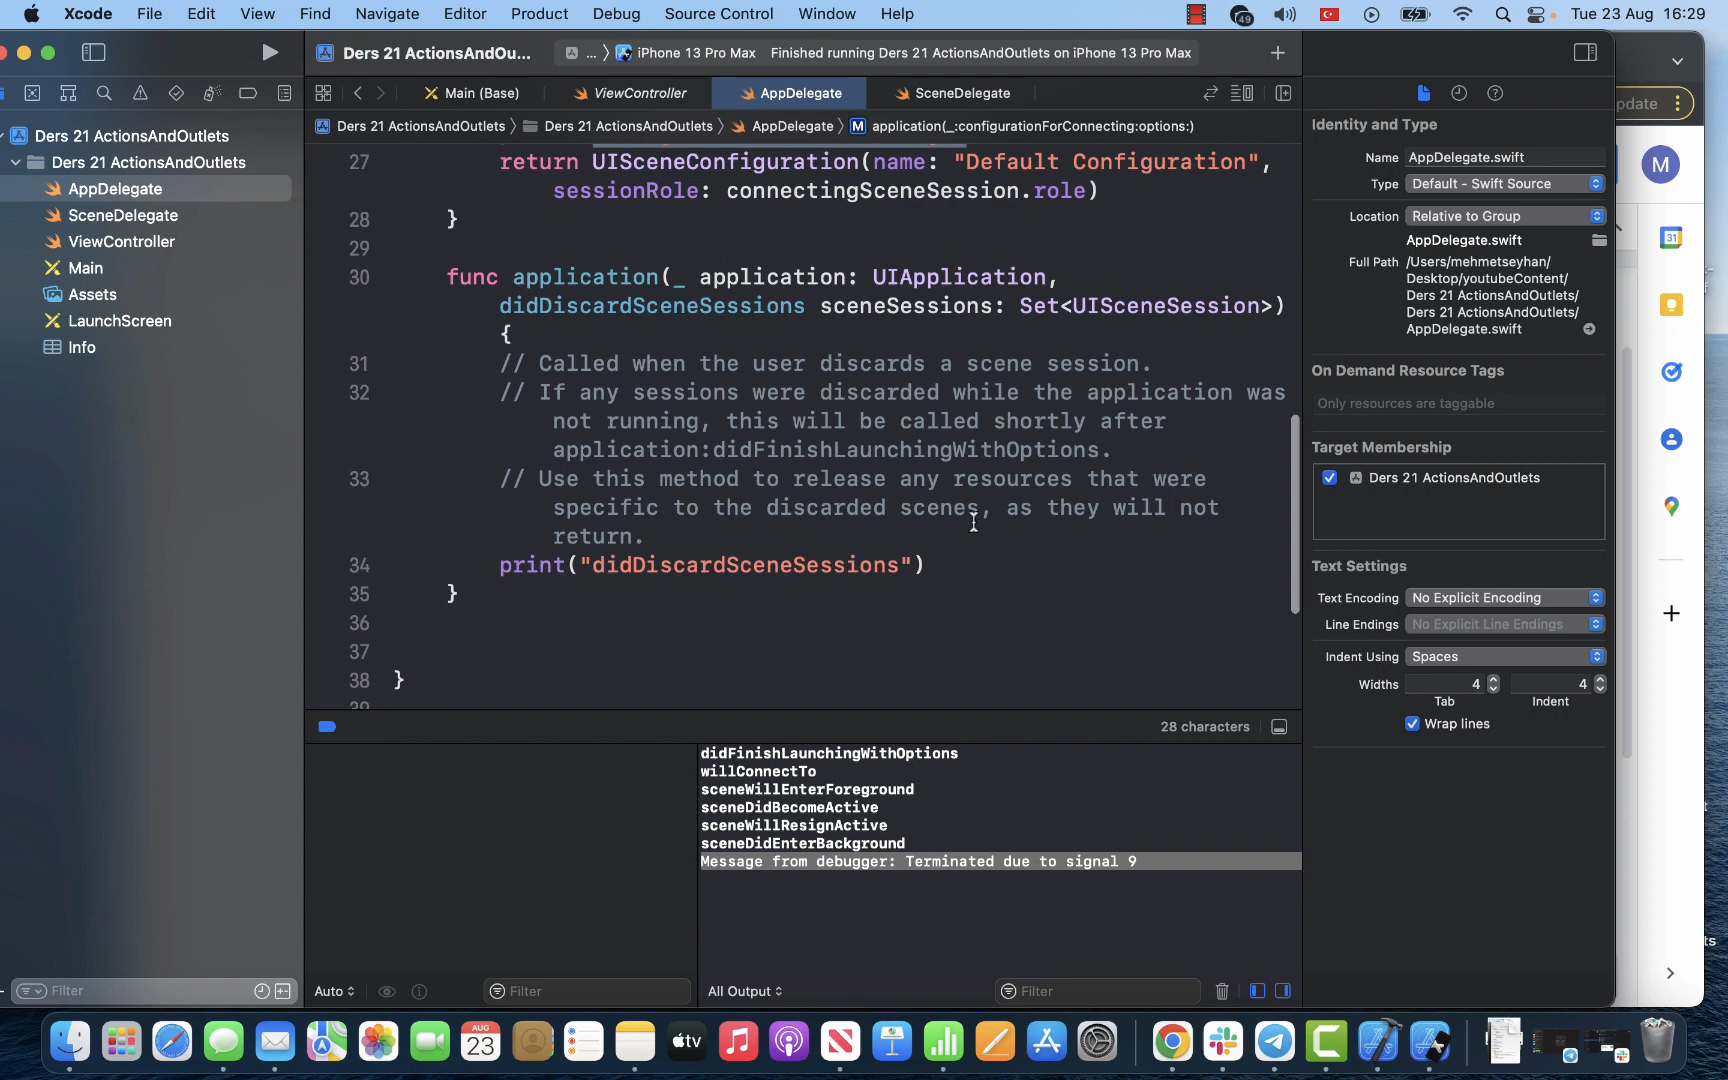 Xcode File Edit View Find Navigate Editor Product Debug Source Control Window Help
49
Tue 23 Aug 16:29
Ders 21 ActionsAndOu...
... iPhone 13 Pro Max Finished running Ders 21 ActionsAndOutlets on iPhone 13 Pro Max
Main (Base) ViewController AppDelegate SceneDelegate
Ders 21 ActionsAndOutlets Ders 21 ActionsAndOutlets AppDelegate M application(_:configurationForConnecting:options:)
Ders 21 ActionsAndOutlets
Ders 21 ActionsAndOutlets
AppDelegate
SceneDelegate
ViewController
Main
Assets
LaunchScreen
Info
Filter
27 return UISceneConfiguration(name: "Default Configuration",
sessionRole: connectingSceneSession.role)
28 }
29
30 func application(_ application: UIApplication,
didDiscardSceneSessions sceneSessions: Set<UISceneSession>)
{
31 // Called when the user discards a scene session.
32 // If any sessions were discarded while the application was
not running, this will be called shortly after
application:didFinishLaunchingWithOptions.
33 // Use this method to release any resources that were
specific to the discarded scenes, as they will not
return.
34 print("didDiscardSceneSessions")
35 }
36
37
38 }
39
28 characters
didFinishLaunchingWithOptions
willConnectTo
sceneWillEnterForeground
sceneDidBecomeActive
sceneWillResignActive
sceneDidEnterBackground
Message from debugger: Terminated due to signal 9
Auto
Filter
All Output
Filter
Identity and Type
Name AppDelegate.swift
Type Default - Swift Source
Location Relative to Group
AppDelegate.swift
Full Path /Users/mehmetseyhan/
Desktop/youtubeContent/
Ders 21 ActionsAndOutlets/
Ders 21 ActionsAndOutlets/
AppDelegate.swift
On Demand Resource Tags
Only resources are taggable
Target Membership
Ders 21 ActionsAndOutlets
Text Settings
Text Encoding No Explicit Encoding
Line Endings No Explicit Line Endings
Indent Using Spaces
Widths 4 4
Tab Indent
Wrap lines
pdate
M
31
ts
AUG
23
tv